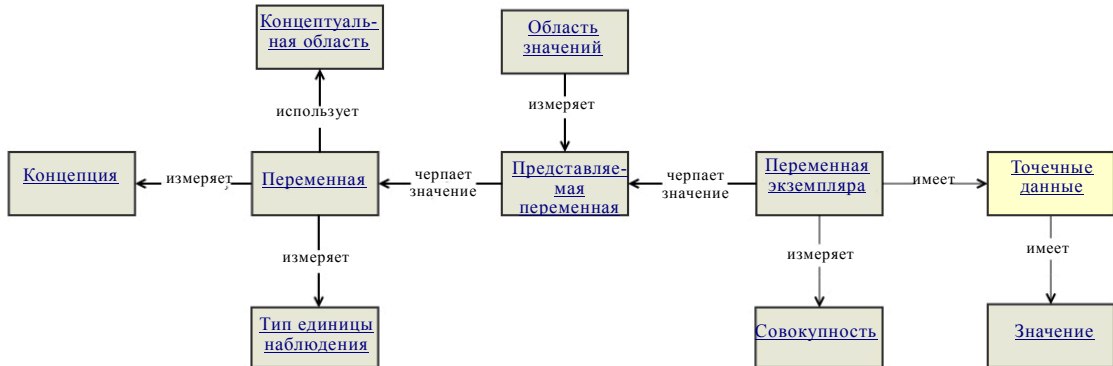 Концептуаль-
ная область
Область
значений
использует
измеряет
Концепция
измеряет
Переменная
черпает
значение
Представляе-
мая
переменная
черпает
значение
Переменная
экземпляра
имеет
Точечные
данные
измеряет
измеряет
имеет
Тип единицы
наблюдения
Совокупность
Значение